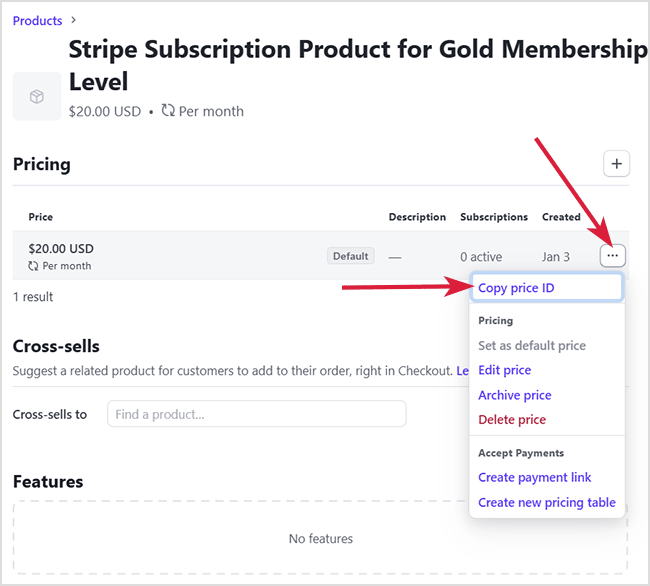 Products >
Stripe Subscription Product for Gold Membership
Level
$20.00 USD • Per month
Pricing
+
Price Description Subscriptions Created
$20.00 USD Default — 0 active Jan 3 ...
Per month
1 result
Copy price ID
Pricing
Set as default price
Edit price
Archive price
Delete price
Accept Payments
Create payment link
Create new pricing table
Cross-sells
Suggest a related product for customers to add to their order, right in Checkout. Le
Cross-sells to Find a product...
Features
No features